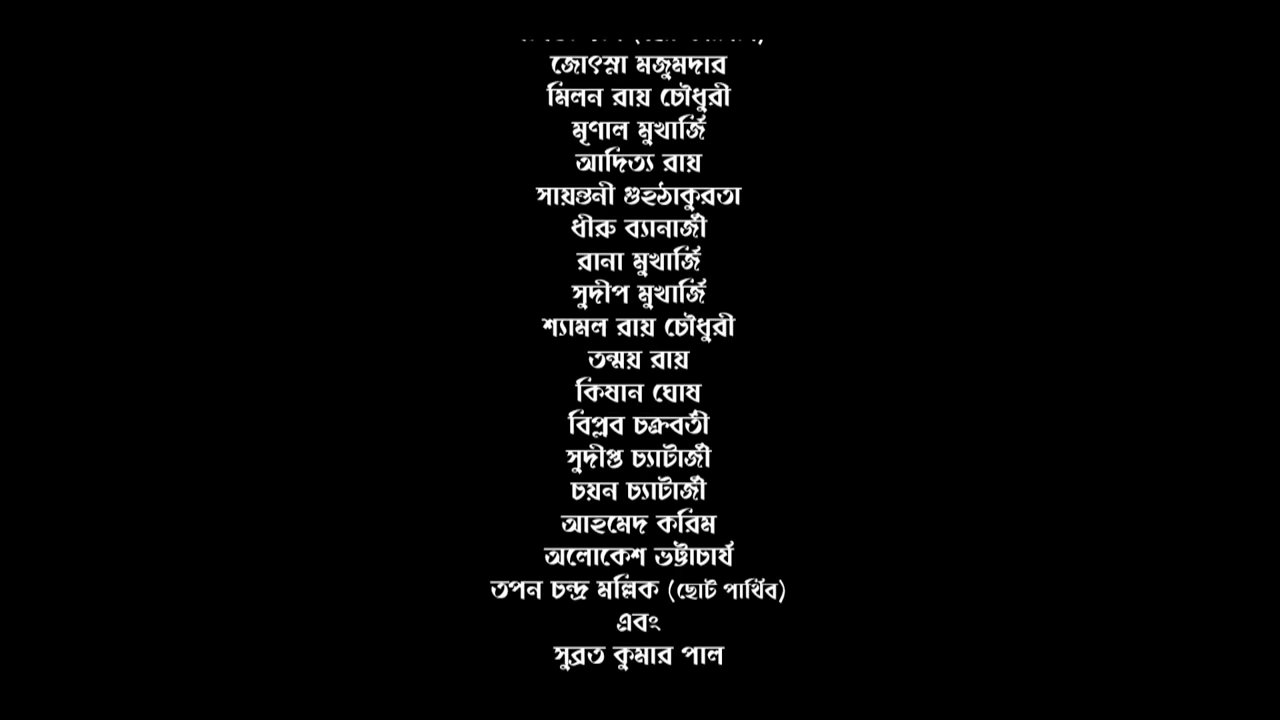 জোৎস্না মজুমদার
মিলন রায় চৌধুরী
মৃণাল মুখার্জি
আদিত্য রায়
সায়ন্তনী গুহঠাকুরতা
ধীরু ব্যানার্জী
রানা মুখার্জি
সুদীপ মুখার্জি
শ্যামল রায় চৌধুরী
তন্ময় রায়
কিষান ঘোষ
বিপ্লব চক্রবর্তী
সুদীপ্ত চ্যাটার্জী
চয়ন চ্যাটার্জী
আহমেদ করিম
অলোকেশ ভট্টাচার্য
তপন চন্দ্র মল্লিক (ছোট পার্থিব)
এবং
সুব্রত কুমার পাল